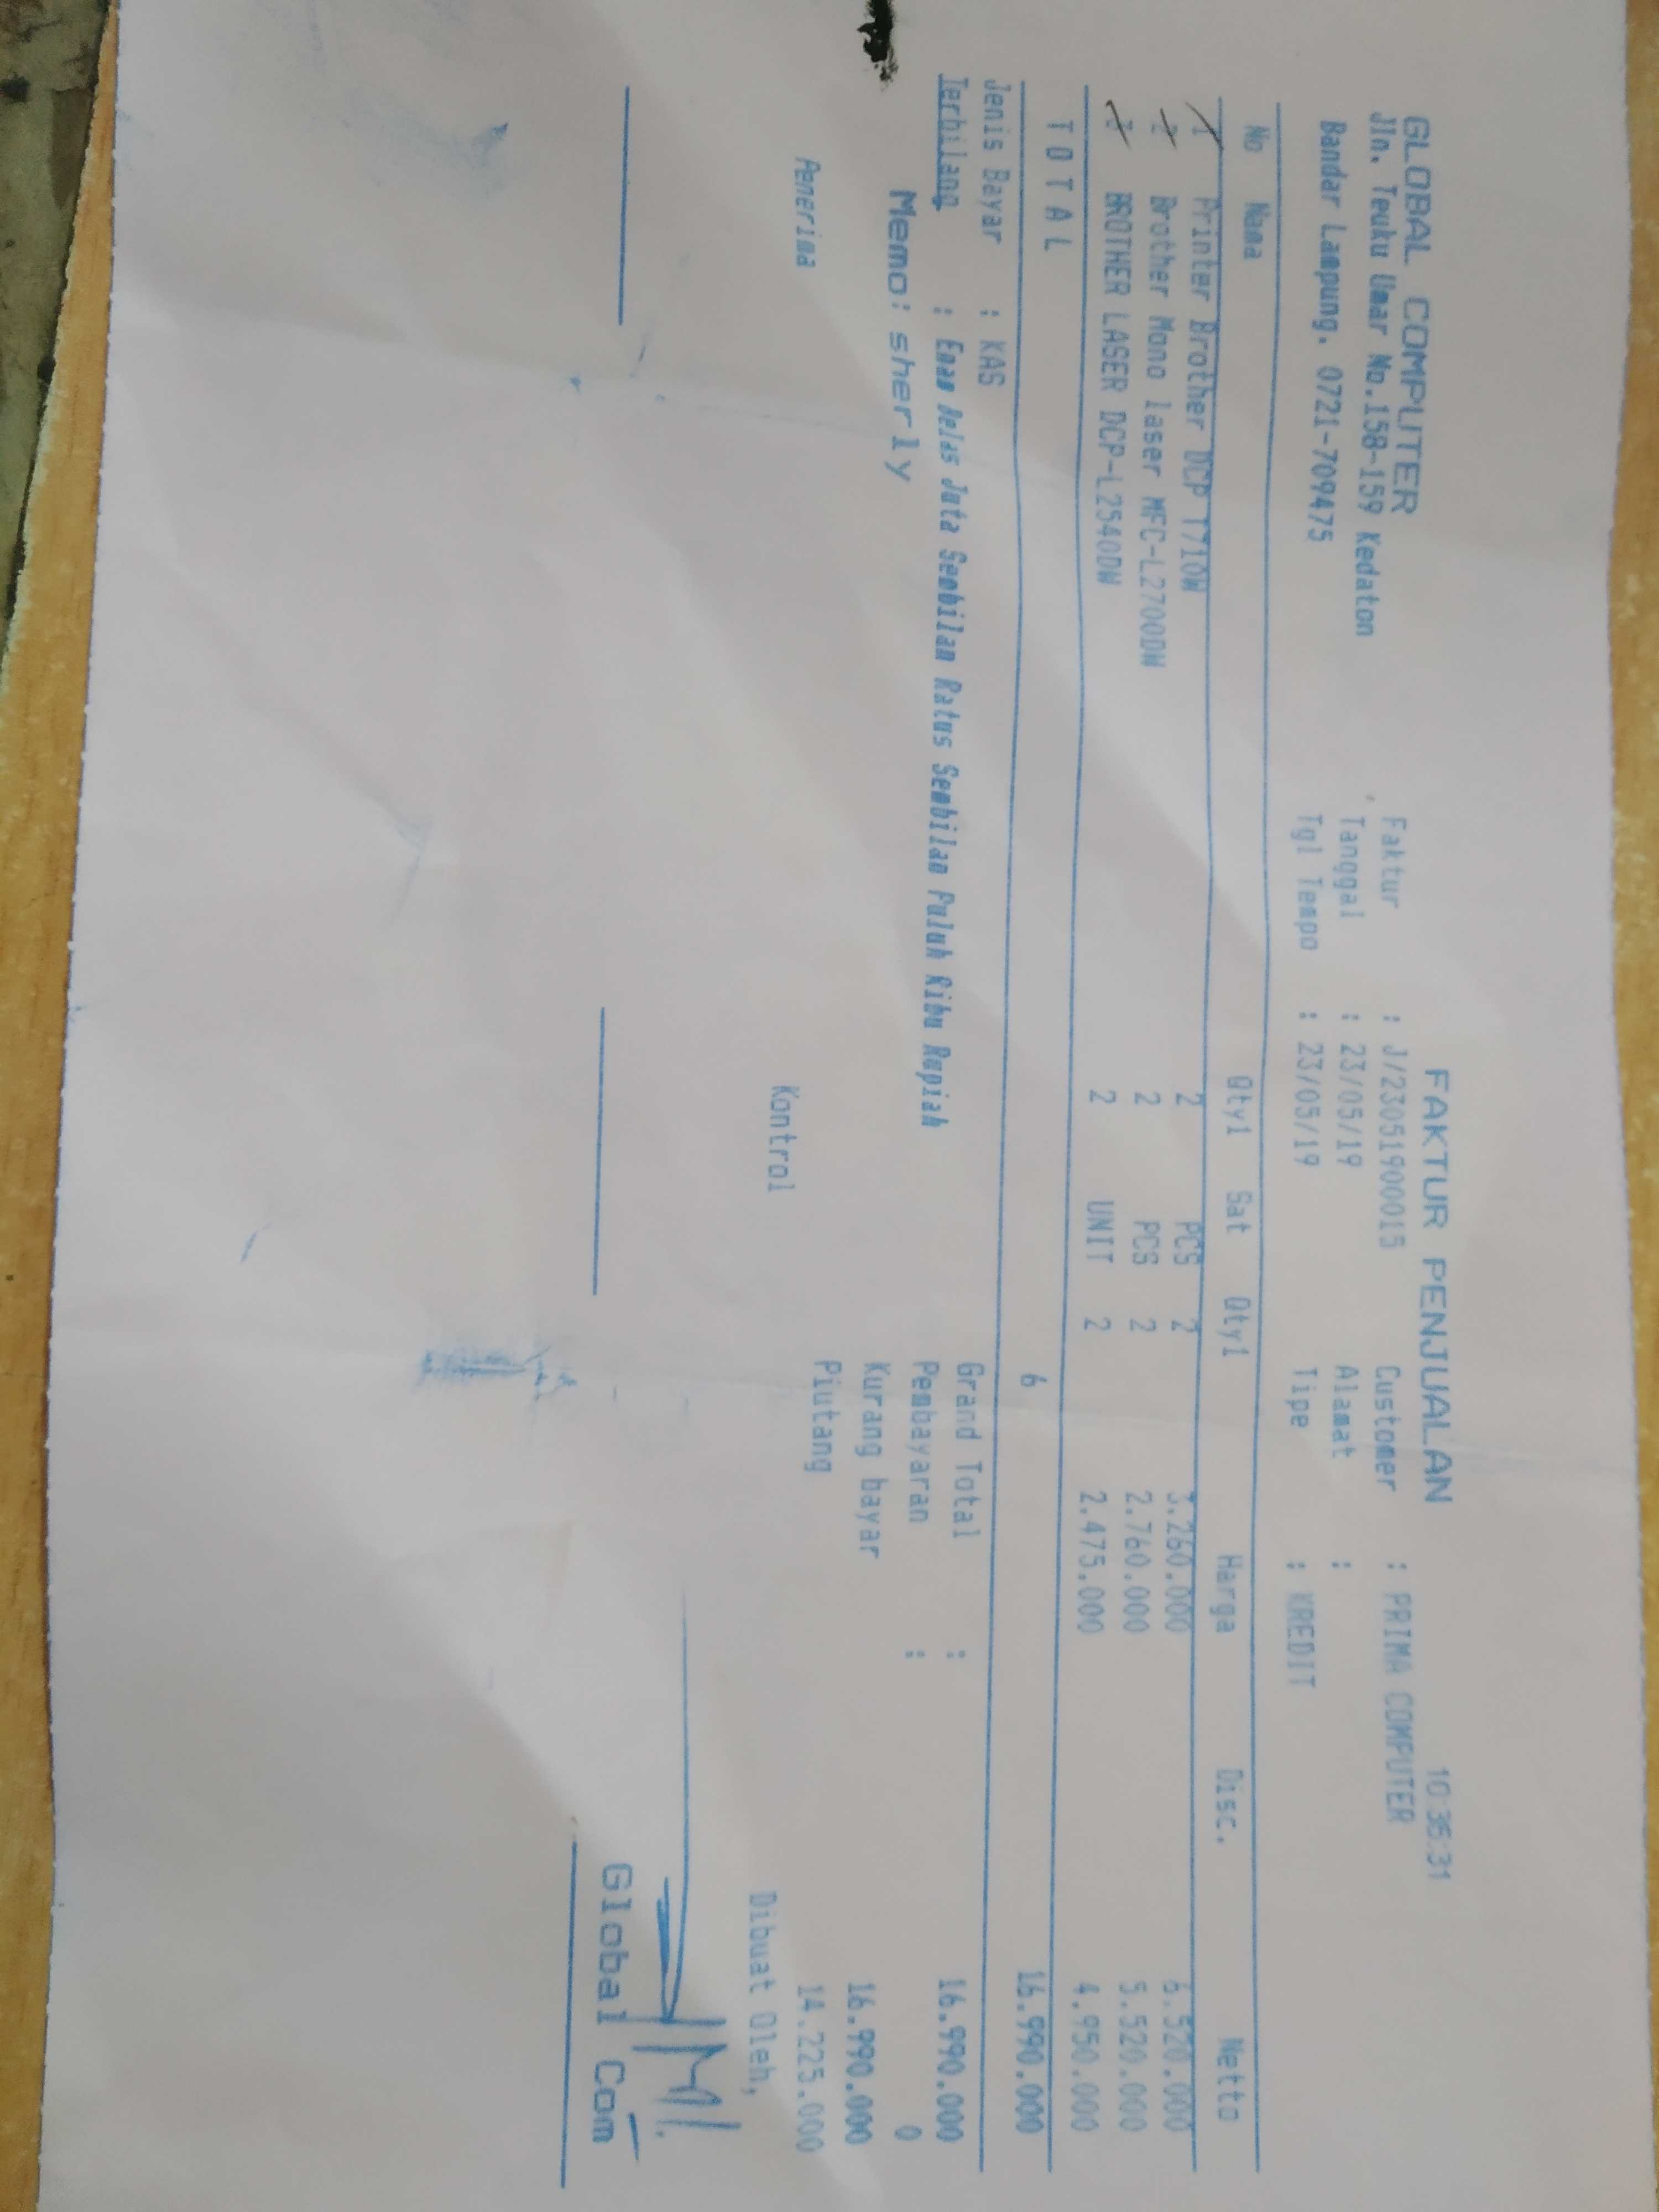 GLOBAL COMPUTER FAKTUR PENJUALAN 10:36:31
Jln. Teuku Umar No.158-159 Kedaton Faktur : J/23051900015 Customer : PRIMA COMPUTER
Bandar Lampung. 0721-709475 Tanggal : 23/05/19 Alamat :
Tgl Tempo : 23/05/19 Tipe : KREDIT
No Nama Qty1 Sat Qty1 Harga Disc. Netto
1 Printer Brother DCP T710W 2 PCS 2 3.260.000 6.520.000
2 Brother Mono laser MFC-L2700DW 2 PCS 2 2.760.000 5.520.000
3 BROTHER LASER DCP-L2540DW 2 UNIT 2 2.475.000 4.950.000
T O T A L 6 16.990.000
Jenis Bayar : KAS Grand Total : 16.990.000
Terbilang : Enam Belas Juta Sembilan Ratus Sembilan Puluh Ribu Rupiah Pembayaran : 0
Memo: sherly Kurang bayar 16.990.000
Piutang 14.225.000
Penerima Kontrol Dibuat Oleh,
Global Com